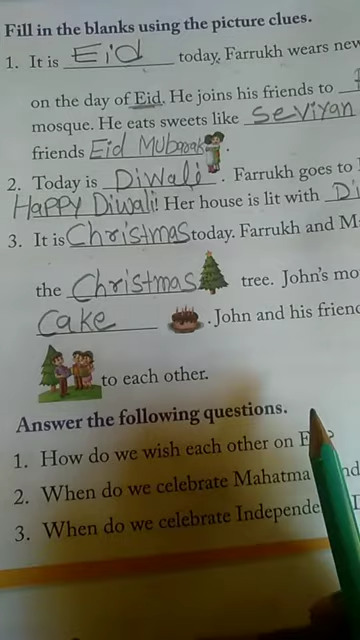 Fill in the blanks using the picture clues.
1. It is Eid today. Farrukh wears new
on the day of Eid. He joins his friends to
mosque. He eats sweets like Seviyan
friends Eid Mubarak.
2. Today is Diwali. Farrukh goes to
Happy Diwali! Her house is lit with Di
3. It is Christmas today. Farrukh and M
the Christmas tree. John's mo
Cake. John and his frien
to each other.
Answer the following questions.
1. How do we wish each other on E
2. When do we celebrate Mahatma
3. When do we celebrate Independe